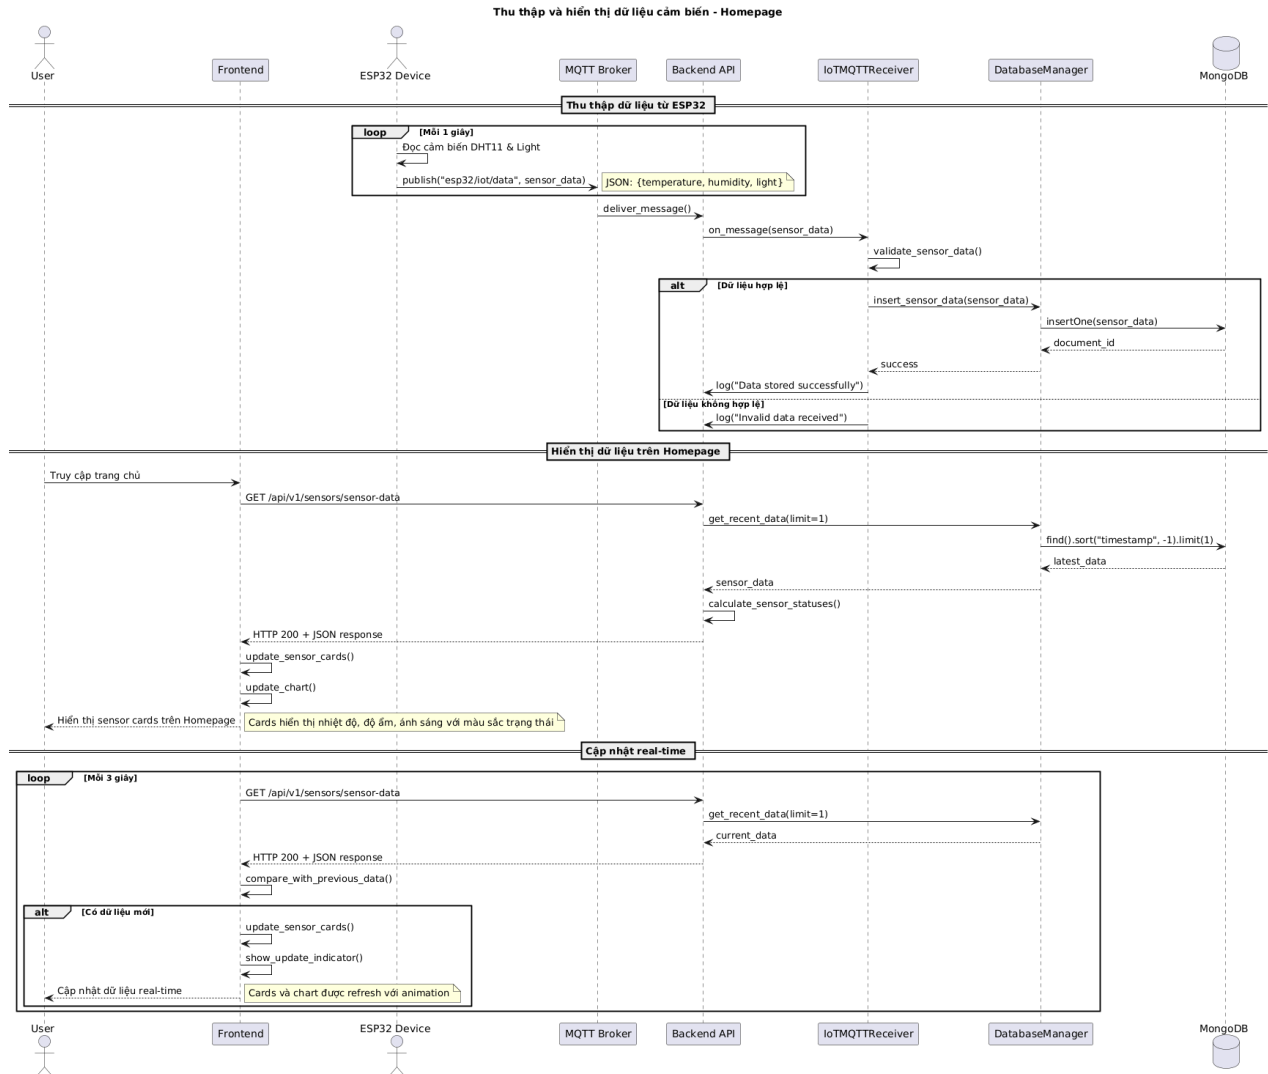 Thu thập và hiển thị dữ liệu cảm biến - Homepage
User
Frontend
ESP32 Device
MQTT Broker
Backend API
IoTMQTTReceiver
DatabaseManager
MongoDB
Thu thập dữ liệu từ ESP32
loop [Mỗi 1 giây]
Đọc cảm biến DHT11 & Light
publish("esp32/iot/data", sensor_data)
JSON: {temperature, humidity, light}
deliver_message()
on_message(sensor_data)
validate_sensor_data()
alt [Dữ liệu hợp lệ]
insert_sensor_data(sensor_data)
insertOne(sensor_data)
document_id
success
log("Data stored successfully")
[Dữ liệu không hợp lệ]
log("Invalid data received")
Hiển thị dữ liệu trên Homepage
Truy cập trang chủ
GET /api/v1/sensors/sensor-data
get_recent_data(limit=1)
find().sort("timestamp", -1).limit(1)
latest_data
sensor_data
calculate_sensor_statuses()
HTTP 200 + JSON response
update_sensor_cards()
update_chart()
Hiển thị sensor cards trên Homepage
Cards hiển thị nhiệt độ, độ ẩm, ánh sáng với màu sắc trạng thái
Cập nhật real-time
loop [Mỗi 3 giây]
GET /api/v1/sensors/sensor-data
get_recent_data(limit=1)
current_data
HTTP 200 + JSON response
compare_with_previous_data()
alt [Có dữ liệu mới]
update_sensor_cards()
show_update_indicator()
Cập nhật dữ liệu real-time
Cards và chart được refresh với animation
User
Frontend
ESP32 Device
MQTT Broker
Backend API
IoTMQTTReceiver
DatabaseManager
MongoDB